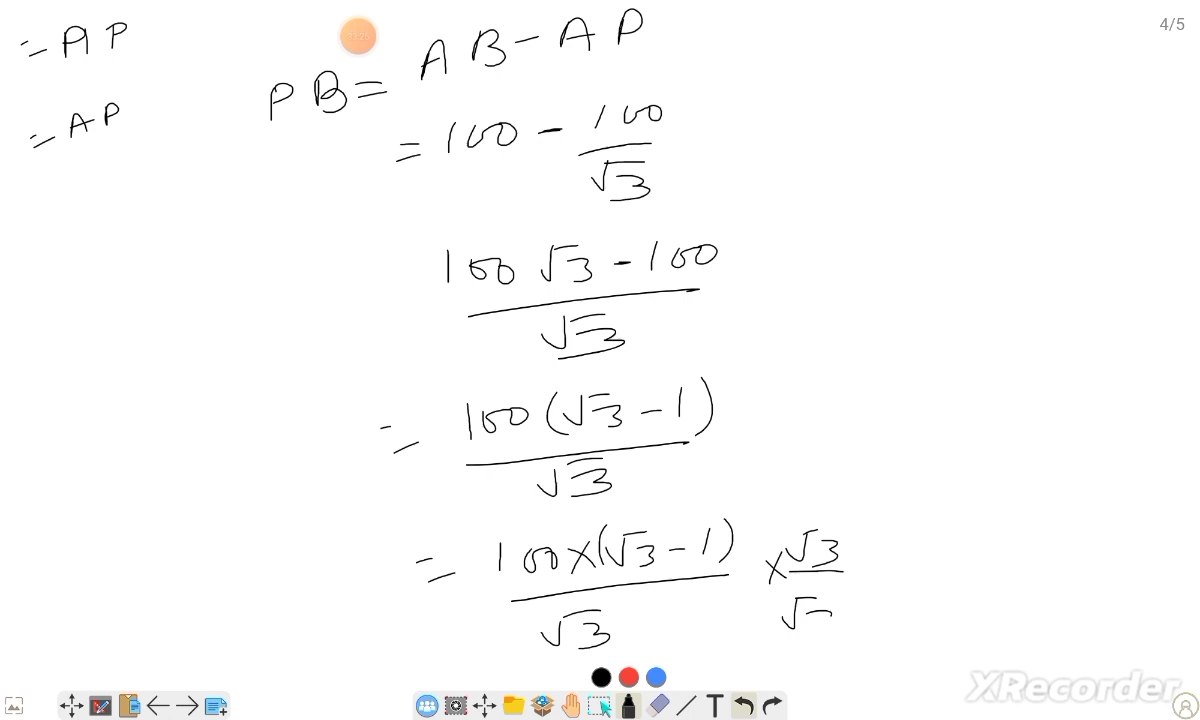 = AP
= AP
4/5
PB = AB - AP
= 100 - 100/√3
100√3 - 100/√3
= 100(√3 - 1)/√3
= 100×(√3 - 1)/√3 × √3/√
T
XRecorder